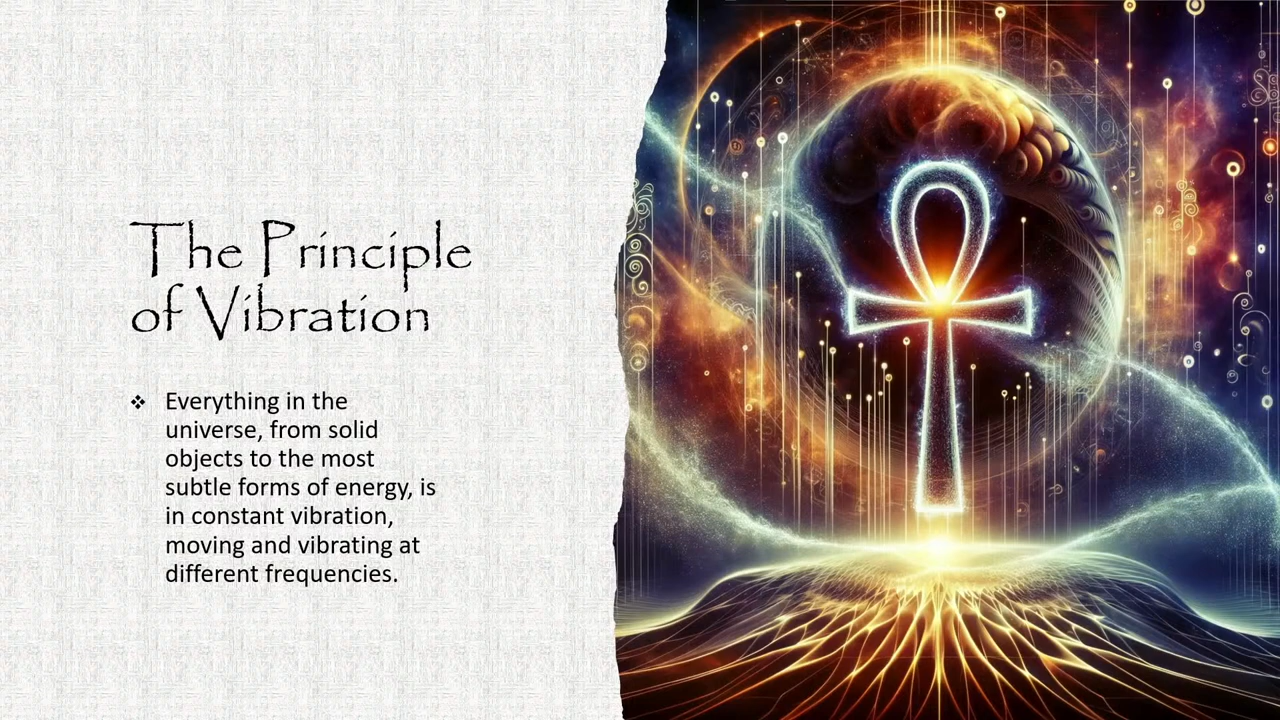 The Principle
of Vibration
❖ Everything in the
universe, from solid
objects to the most
subtle forms of energy, is
in constant vibration,
moving and vibrating at
different frequencies.